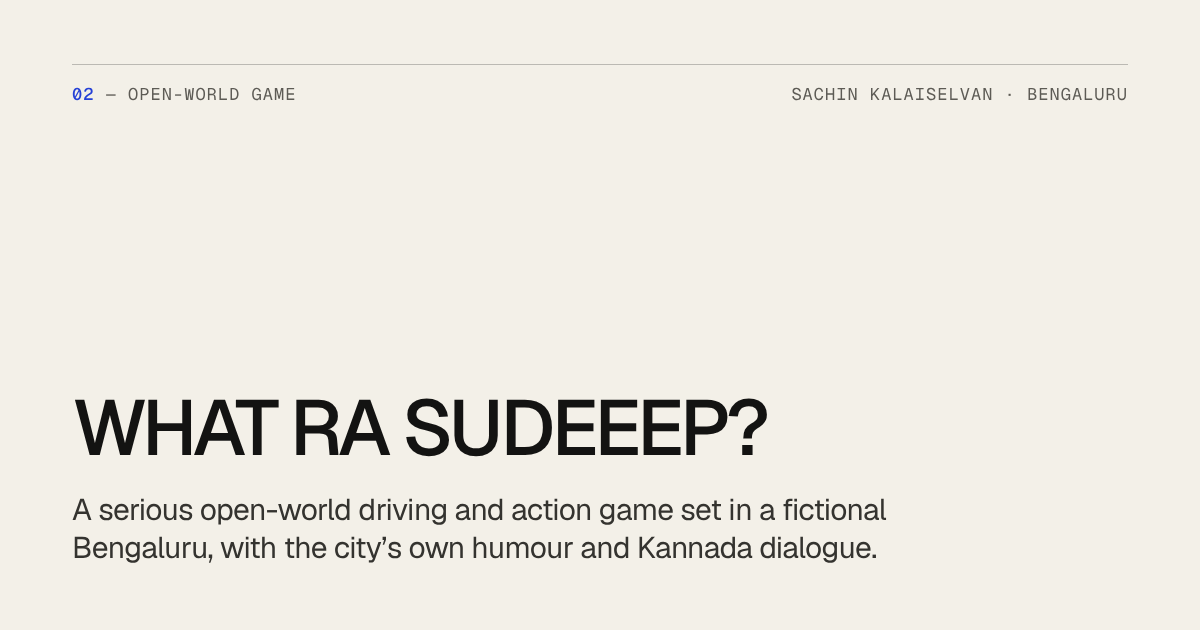 02 — OPEN-WORLD GAME
SACHIN KALAISELVAN · BENGALURU
WHAT RA SUDEEEP?
A serious open-world driving and action game set in a fictional
Bengaluru, with the city’s own humour and Kannada dialogue.